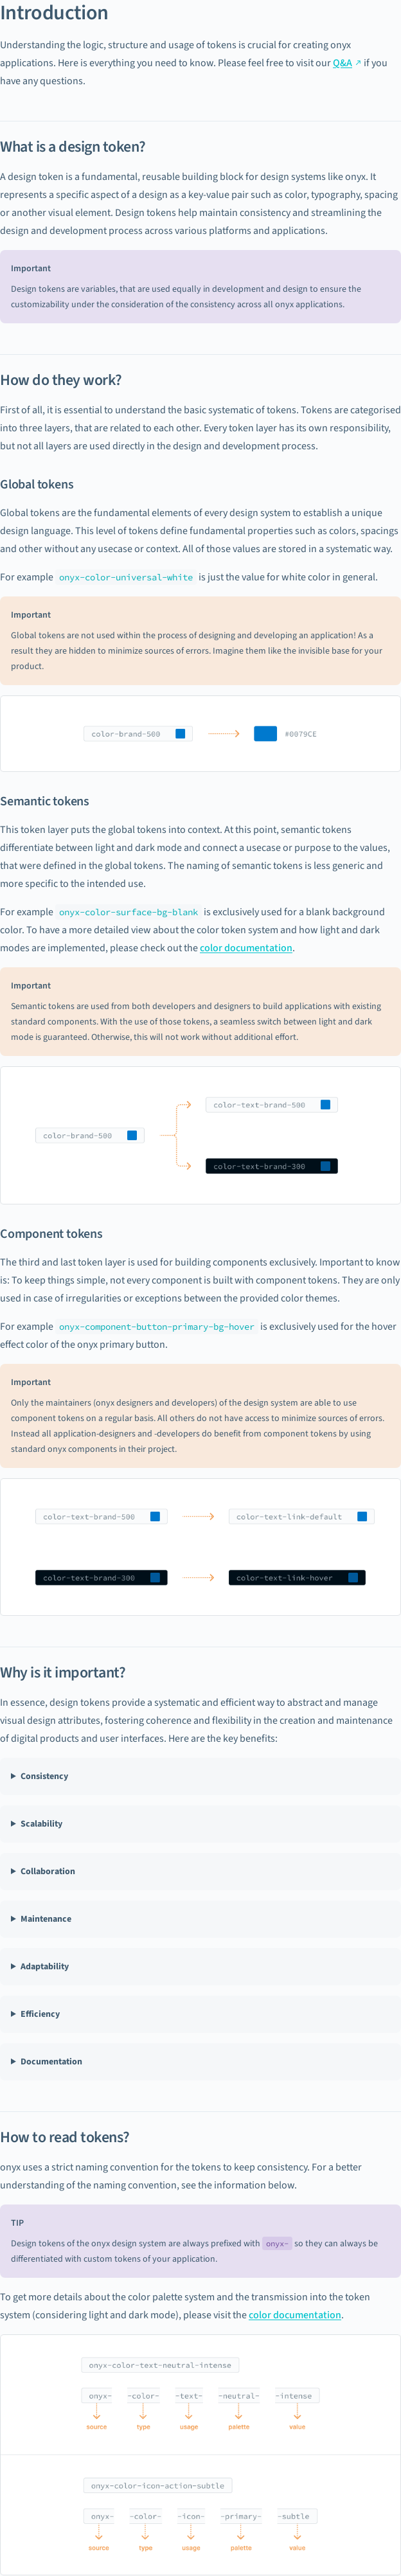 Introduction
Understanding the logic, structure and usage of tokens is crucial for creating onyx
applications. Here is everything you need to know. Please feel free to visit our Q&A ↗ if you
have any questions.
What is a design token?
A design token is a fundamental, reusable building block for design systems like onyx. It
represents a specific aspect of a design as a key-value pair such as color, typography, spacing
or another visual element. Design tokens help maintain consistency and streamlining the
design and development process across various platforms and applications.
Important
Design tokens are variables, that are used equally in development and design to ensure the
customizability under the consideration of the consistency across all onyx applications.
How do they work?
First of all, it is essential to understand the basic systematic of tokens. Tokens are categorised
into three layers, that are related to each other. Every token layer has its own responsibility,
but not all layers are used directly in the design and development process.
Global tokens
Global tokens are the fundamental elements of every design system to establish a unique
design language. This level of tokens define fundamental properties such as colors, spacings
and other without any usecase or context. All of those values are stored in a systematic way.
For example onyx-color-universal-white is just the value for white color in general.
Important
Global tokens are not used within the process of designing and developing an application! As a
result they are hidden to minimize sources of errors. Imagine them like the invisible base for your
product.
color-brand-500 #0079CE
Semantic tokens
This token layer puts the global tokens into context. At this point, semantic tokens
differentiate between light and dark mode and connect a usecase or purpose to the values,
that were defined in the global tokens. The naming of semantic tokens is less generic and
more specific to the intended use.
For example onyx-color-surface-bg-blank is exclusively used for a blank background
color. To have a more detailed view about the color token system and how light and dark
modes are implemented, please check out the color documentation.
Important
Semantic tokens are used from both developers and designers to build applications with existing
standard components. With the use of those tokens, a seamless switch between light and dark
mode is guaranteed. Otherwise, this will not work without additional effort.
color-text-brand-500
color-brand-500
color-text-brand-300
Component tokens
The third and last token layer is used for building components exclusively. Important to know
is: To keep things simple, not every component is built with component tokens. They are only
used in case of irregularities or exceptions between the provided color themes.
For example onyx-component-button-primary-bg-hover is exclusively used for the hover
effect color of the onyx primary button.
Important
Only the maintainers (onyx designers and developers) of the design system are able to use
component tokens on a regular basis. All others do not have access to minimize sources of errors.
Instead all application-designers and -developers do benefit from component tokens by using
standard onyx components in their project.
color-text-brand-500 color-text-link-default
color-text-brand-300 color-text-link-hover
Why is it important?
In essence, design tokens provide a systematic and efficient way to abstract and manage
visual design attributes, fostering coherence and flexibility in the creation and maintenance
of digital products and user interfaces. Here are the key benefits:
Consistency
Scalability
Collaboration
Maintenance
Adaptability
Efficiency
Documentation
How to read tokens?
onyx uses a strict naming convention for the tokens to keep consistency. For a better
understanding of the naming convention, see the information below.
TIP
Design tokens of the onyx design system are always prefixed with onyx- so they can always be
differentiated with custom tokens of your application.
To get more details about the color palette system and the transmission into the token
system (considering light and dark mode), please visit the color documentation.
onyx-color-text-neutral-intense
onyx- -color- -text- -neutral- -intense
source type usage palette value
onyx-color-icon-action-subtle
onyx- -color- -icon- -primary- -subtle
source type usage palette value